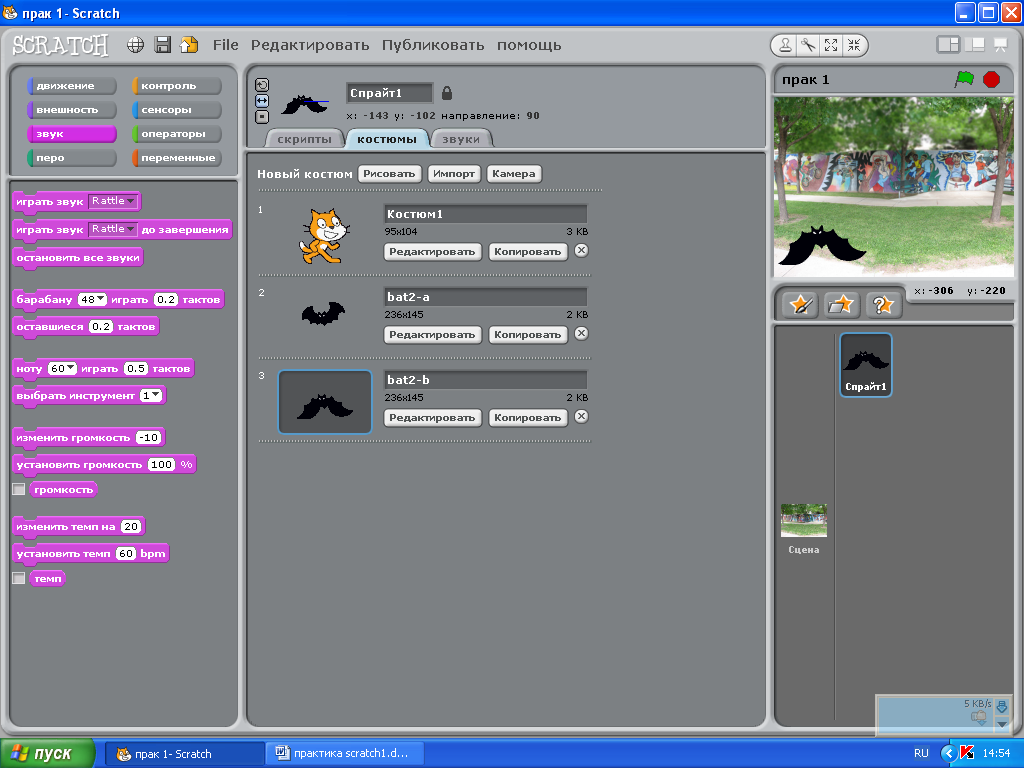 прак 1- Scratch
SCRATCH
File Редактировать Публиковать помощь
движение контроль
внешность сенсоры
звук операторы
перо переменные
играть звук Rattle
играть звук Rattle до завершения
остановить все звуки
барабану 48 играть 0.2 тактов
оставшиеся 0.2 тактов
ноту 60 играть 0.5 тактов
выбрать инструмент 1
изменить громкость -10
установить громкость 100 %
громкость
изменить темп на 20
установить темп 60 bpm
темп
Спрайт1
x: -143 y: -102 направление: 90
скрипты костюмы звуки
Новый костюм Рисовать Импорт Камера
1
Костюм1
95x104 3 KB
Редактировать Копировать
2
bat2-a
236x145 2 KB
Редактировать Копировать
3
bat2-b
236x145 2 KB
Редактировать Копировать
прак 1
x: -306 y: -220
Спрайт1
Сцена
5 KB/s
пуск
прак 1- Scratch
практика scratch1.d...
RU
14:54